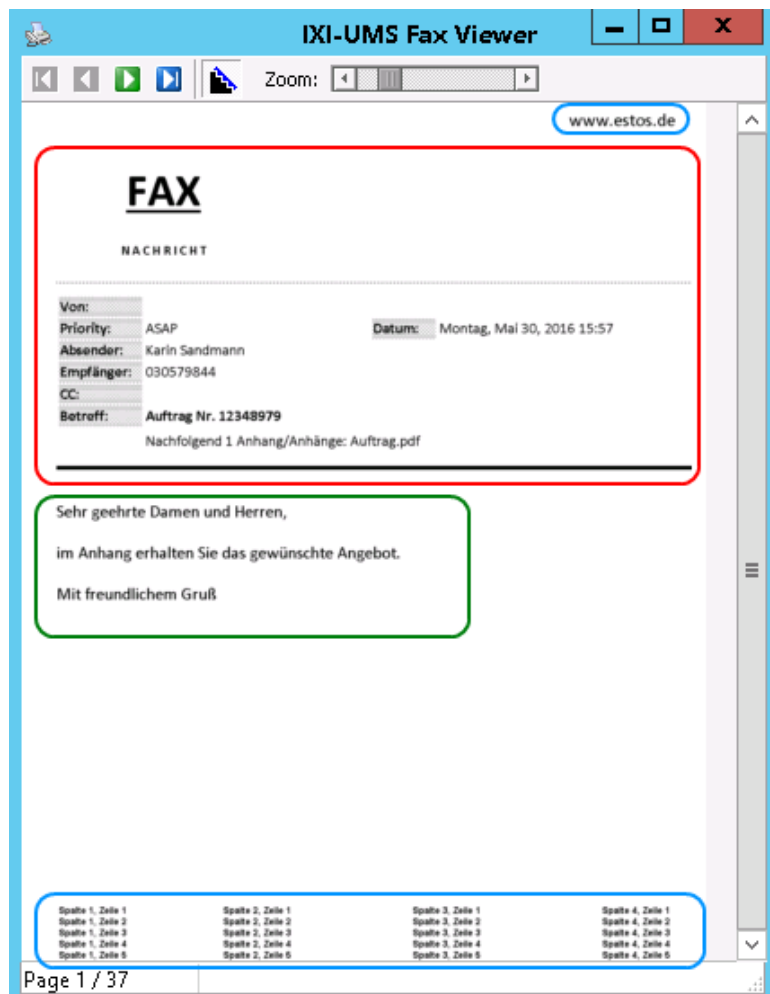 IXI-UMS Fax Viewer
Zoom:
www.estos.de
FAX
NACHRICHT
Von:
Priority: ASAP Datum: Montag, Mai 30, 2016 15:57
Absender: Karin Sandmann
Empfänger: 030579844
CC:
Betreff: Auftrag Nr. 12348979
Nachfolgend 1 Anhang/Anhänge: Auftrag.pdf
Sehr geehrte Damen und Herren,
im Anhang erhalten Sie das gewünschte Angebot.
Mit freundlichem Gruß
Spalte 1, Zeile 1 Spalte 2, Zeile 1 Spalte 3, Zeile 1 Spalte 4, Zeile 1
Spalte 1, Zeile 2 Spalte 2, Zeile 2 Spalte 3, Zeile 2 Spalte 4, Zeile 2
Spalte 1, Zeile 3 Spalte 2, Zeile 3 Spalte 3, Zeile 3 Spalte 4, Zeile 3
Spalte 1, Zeile 4 Spalte 2, Zeile 4 Spalte 3, Zeile 4 Spalte 4, Zeile 4
Spalte 1, Zeile 5 Spalte 2, Zeile 5 Spalte 3, Zeile 5 Spalte 4, Zeile 5
Page 1 / 37